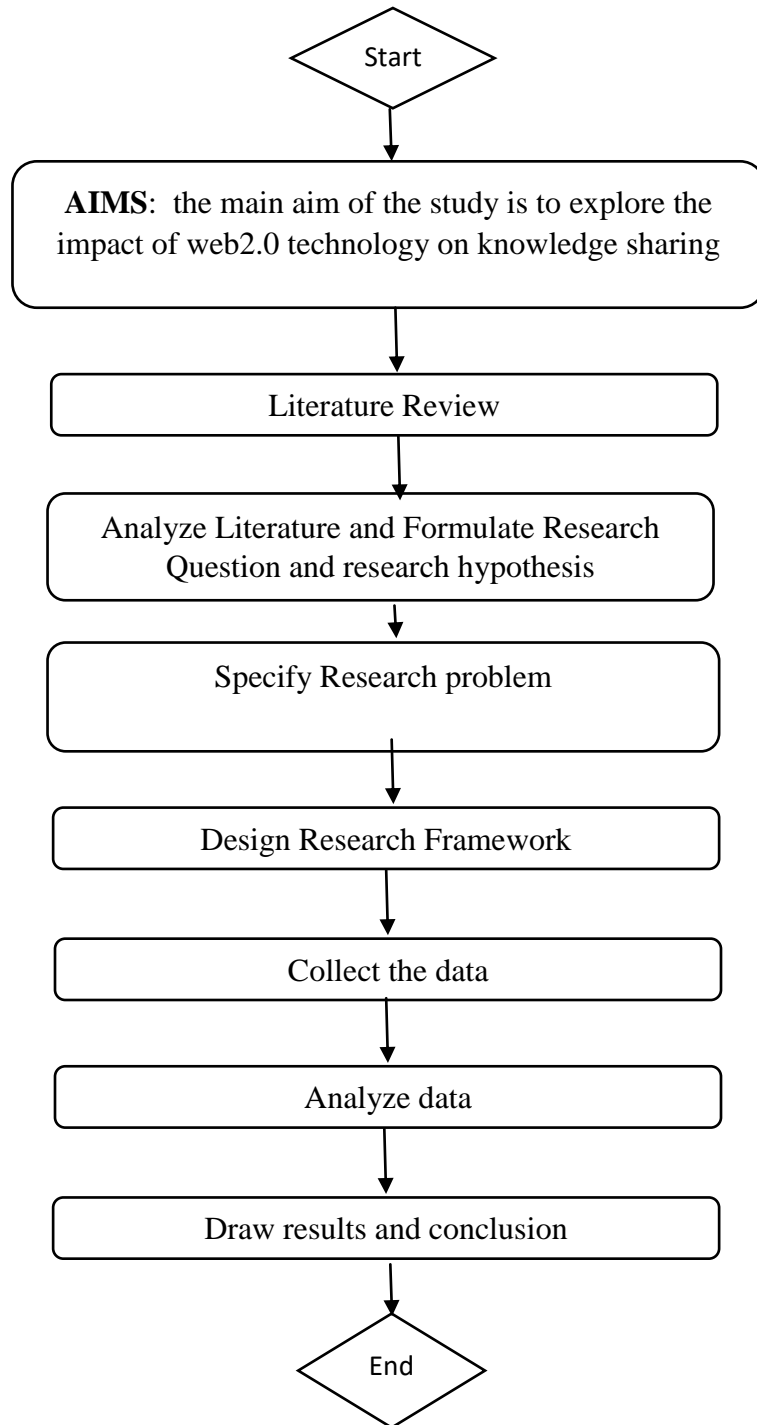 Start
AIMS: the main aim of the study is to explore the
impact of web2.0 technology on knowledge sharing
Literature Review
Analyze Literature and Formulate Research
Question and research hypothesis
Specify Research problem
Design Research Framework
Collect the data
Analyze data
Draw results and conclusion
End